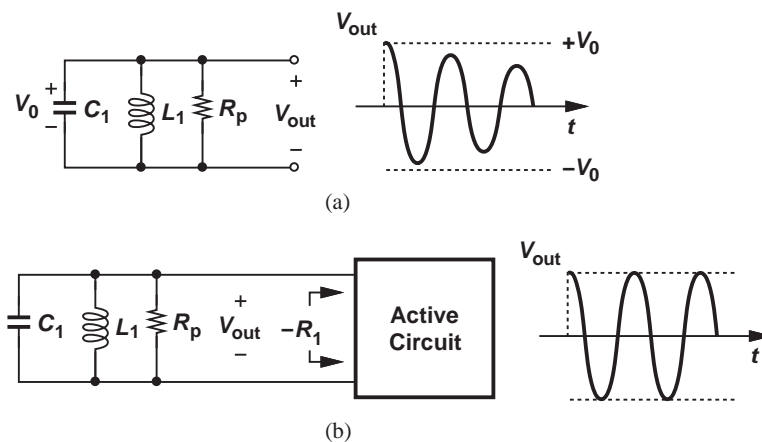 V₀ + − C₁ L₁ Rₚ + Vout −
Vout +V₀ −V₀ t
(a)
C₁ L₁ Rₚ + Vout − −R₁ Active Circuit
Vout t
(b)